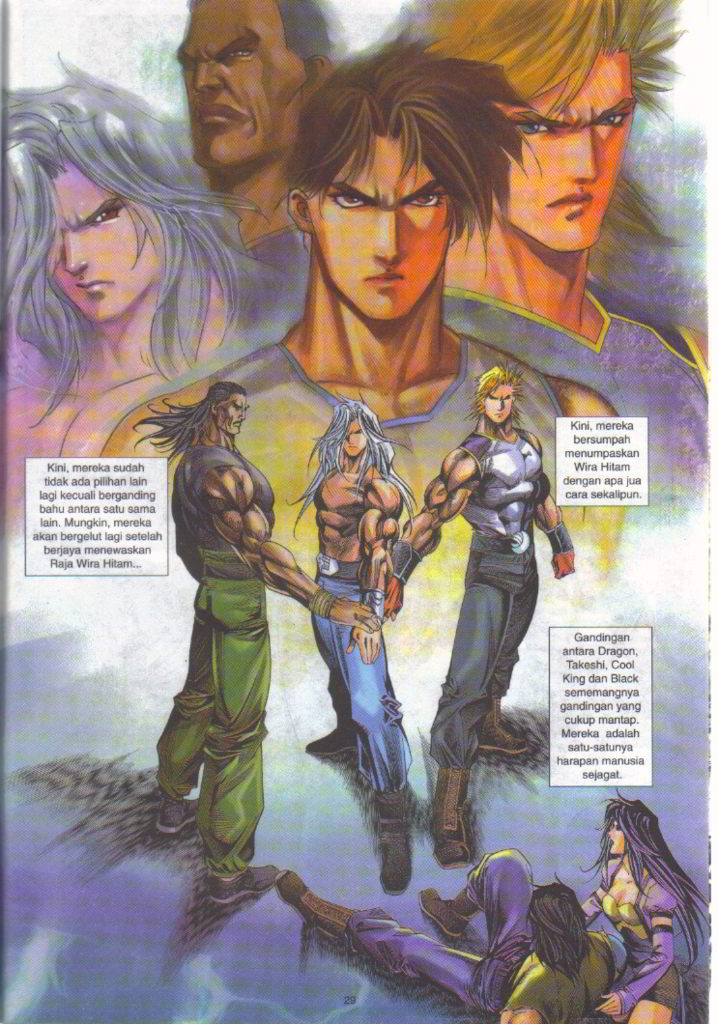 Kini, mereka sudah
tidak ada pilihan lain
lagi kecuali berganding
bahu antara satu sama
lain. Mungkin, mereka
akan bergelut lagi setelah
berjaya menewaskan
Raja Wira Hitam...
Kini, mereka
bersumpah
menumpaskan
Wira Hitam
dengan apa jua
cara sekalipun.
Gandingan
antara Dragon,
Takeshi, Cool
King dan Black
sememangnya
gandingan yang
cukup mantap.
Mereka adalah
satu-satunya
harapan manusia
sejagat.
29